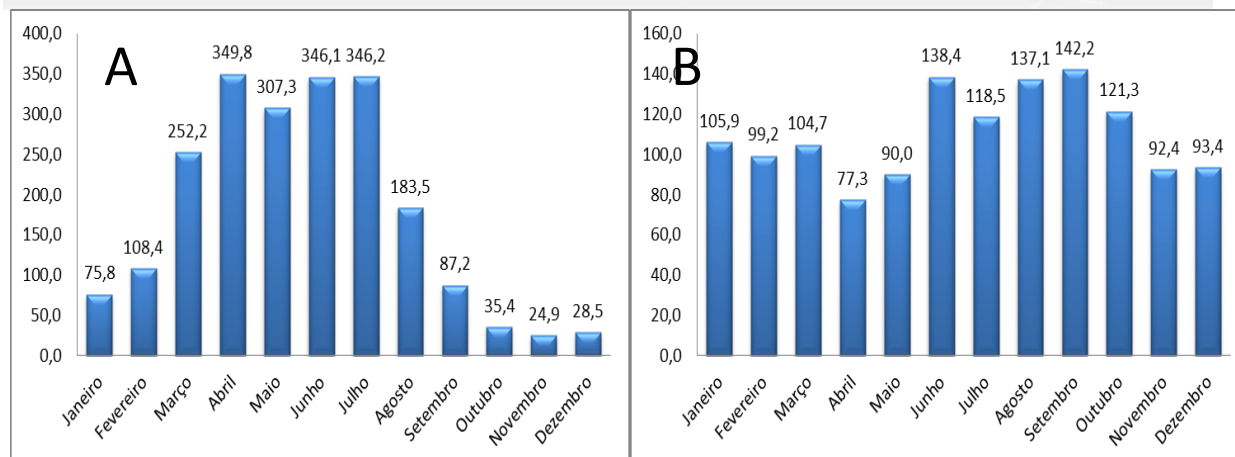 A
400,0
350,0
300,0
250,0
200,0
150,0
100,0
50,0
0,0
75,8
108,4
252,2
349,8
307,3
346,1
346,2
183,5
87,2
35,4
24,9
28,5
Janeiro
Fevereiro
Março
Abril
Maio
Junho
Julho
Agosto
Setembro
Outubro
Novembro
Dezembro
B
160,0
140,0
120,0
100,0
80,0
60,0
40,0
20,0
0,0
105,9
99,2
104,7
77,3
90,0
138,4
118,5
137,1
142,2
121,3
92,4
93,4
Janeiro
Fevereiro
Março
Abril
Maio
Junho
Julho
Agosto
Setembro
Outubro
Novembro
Dezembro